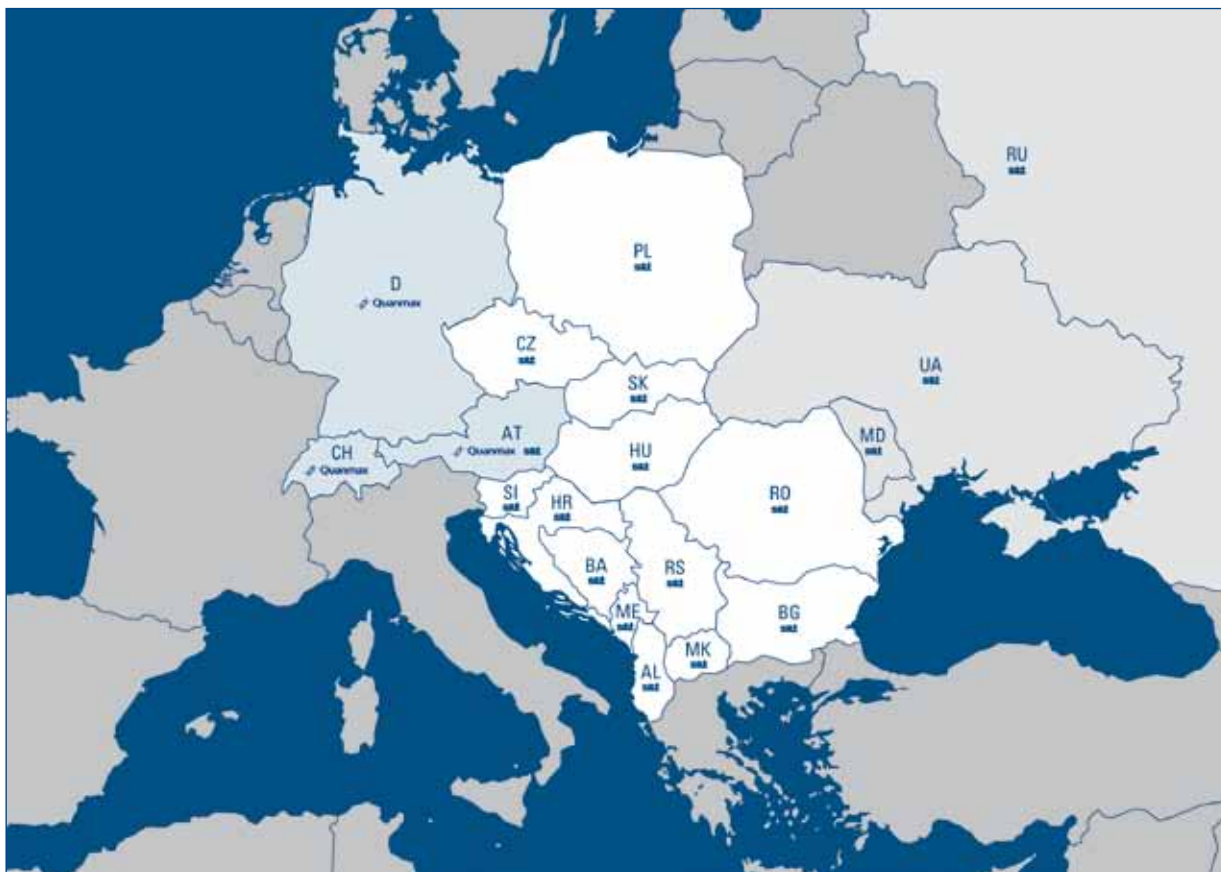 RU
s&t
PL
s&t
D
Quanmax
CZ
s&t
UA
s&t
SK
s&t
AT
Quanmax s&t
MD
s&t
CH
Quanmax
HU
s&t
SI
s&t
HR
s&t
RO
s&t
BA
s&t
RS
s&t
ME
s&t
BG
s&t
MK
s&t
AL
s&t